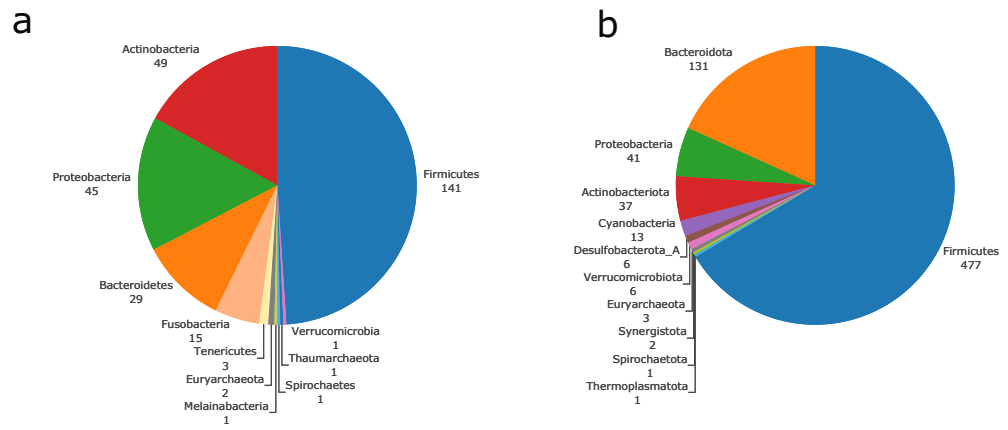 a
Actinobacteria
49
Proteobacteria
45
Bacteroidetes
29
Fusobacteria
15
Tenericutes
3
Euryarchaeota
2
Melainabacteria
1
Firmicutes
141
Verrucomicrobia
1
Thaumarchaeota
1
Spirochaetes
1
b
Bacteroidota
131
Proteobacteria
41
Actinobacteriota
37
Cyanobacteria
13
Desulfobacterota_A
6
Verrucomicrobiota
6
Euryarchaeota
3
Synergistota
2
Spirochaetota
1
Thermoplasmatota
1
Firmicutes
477